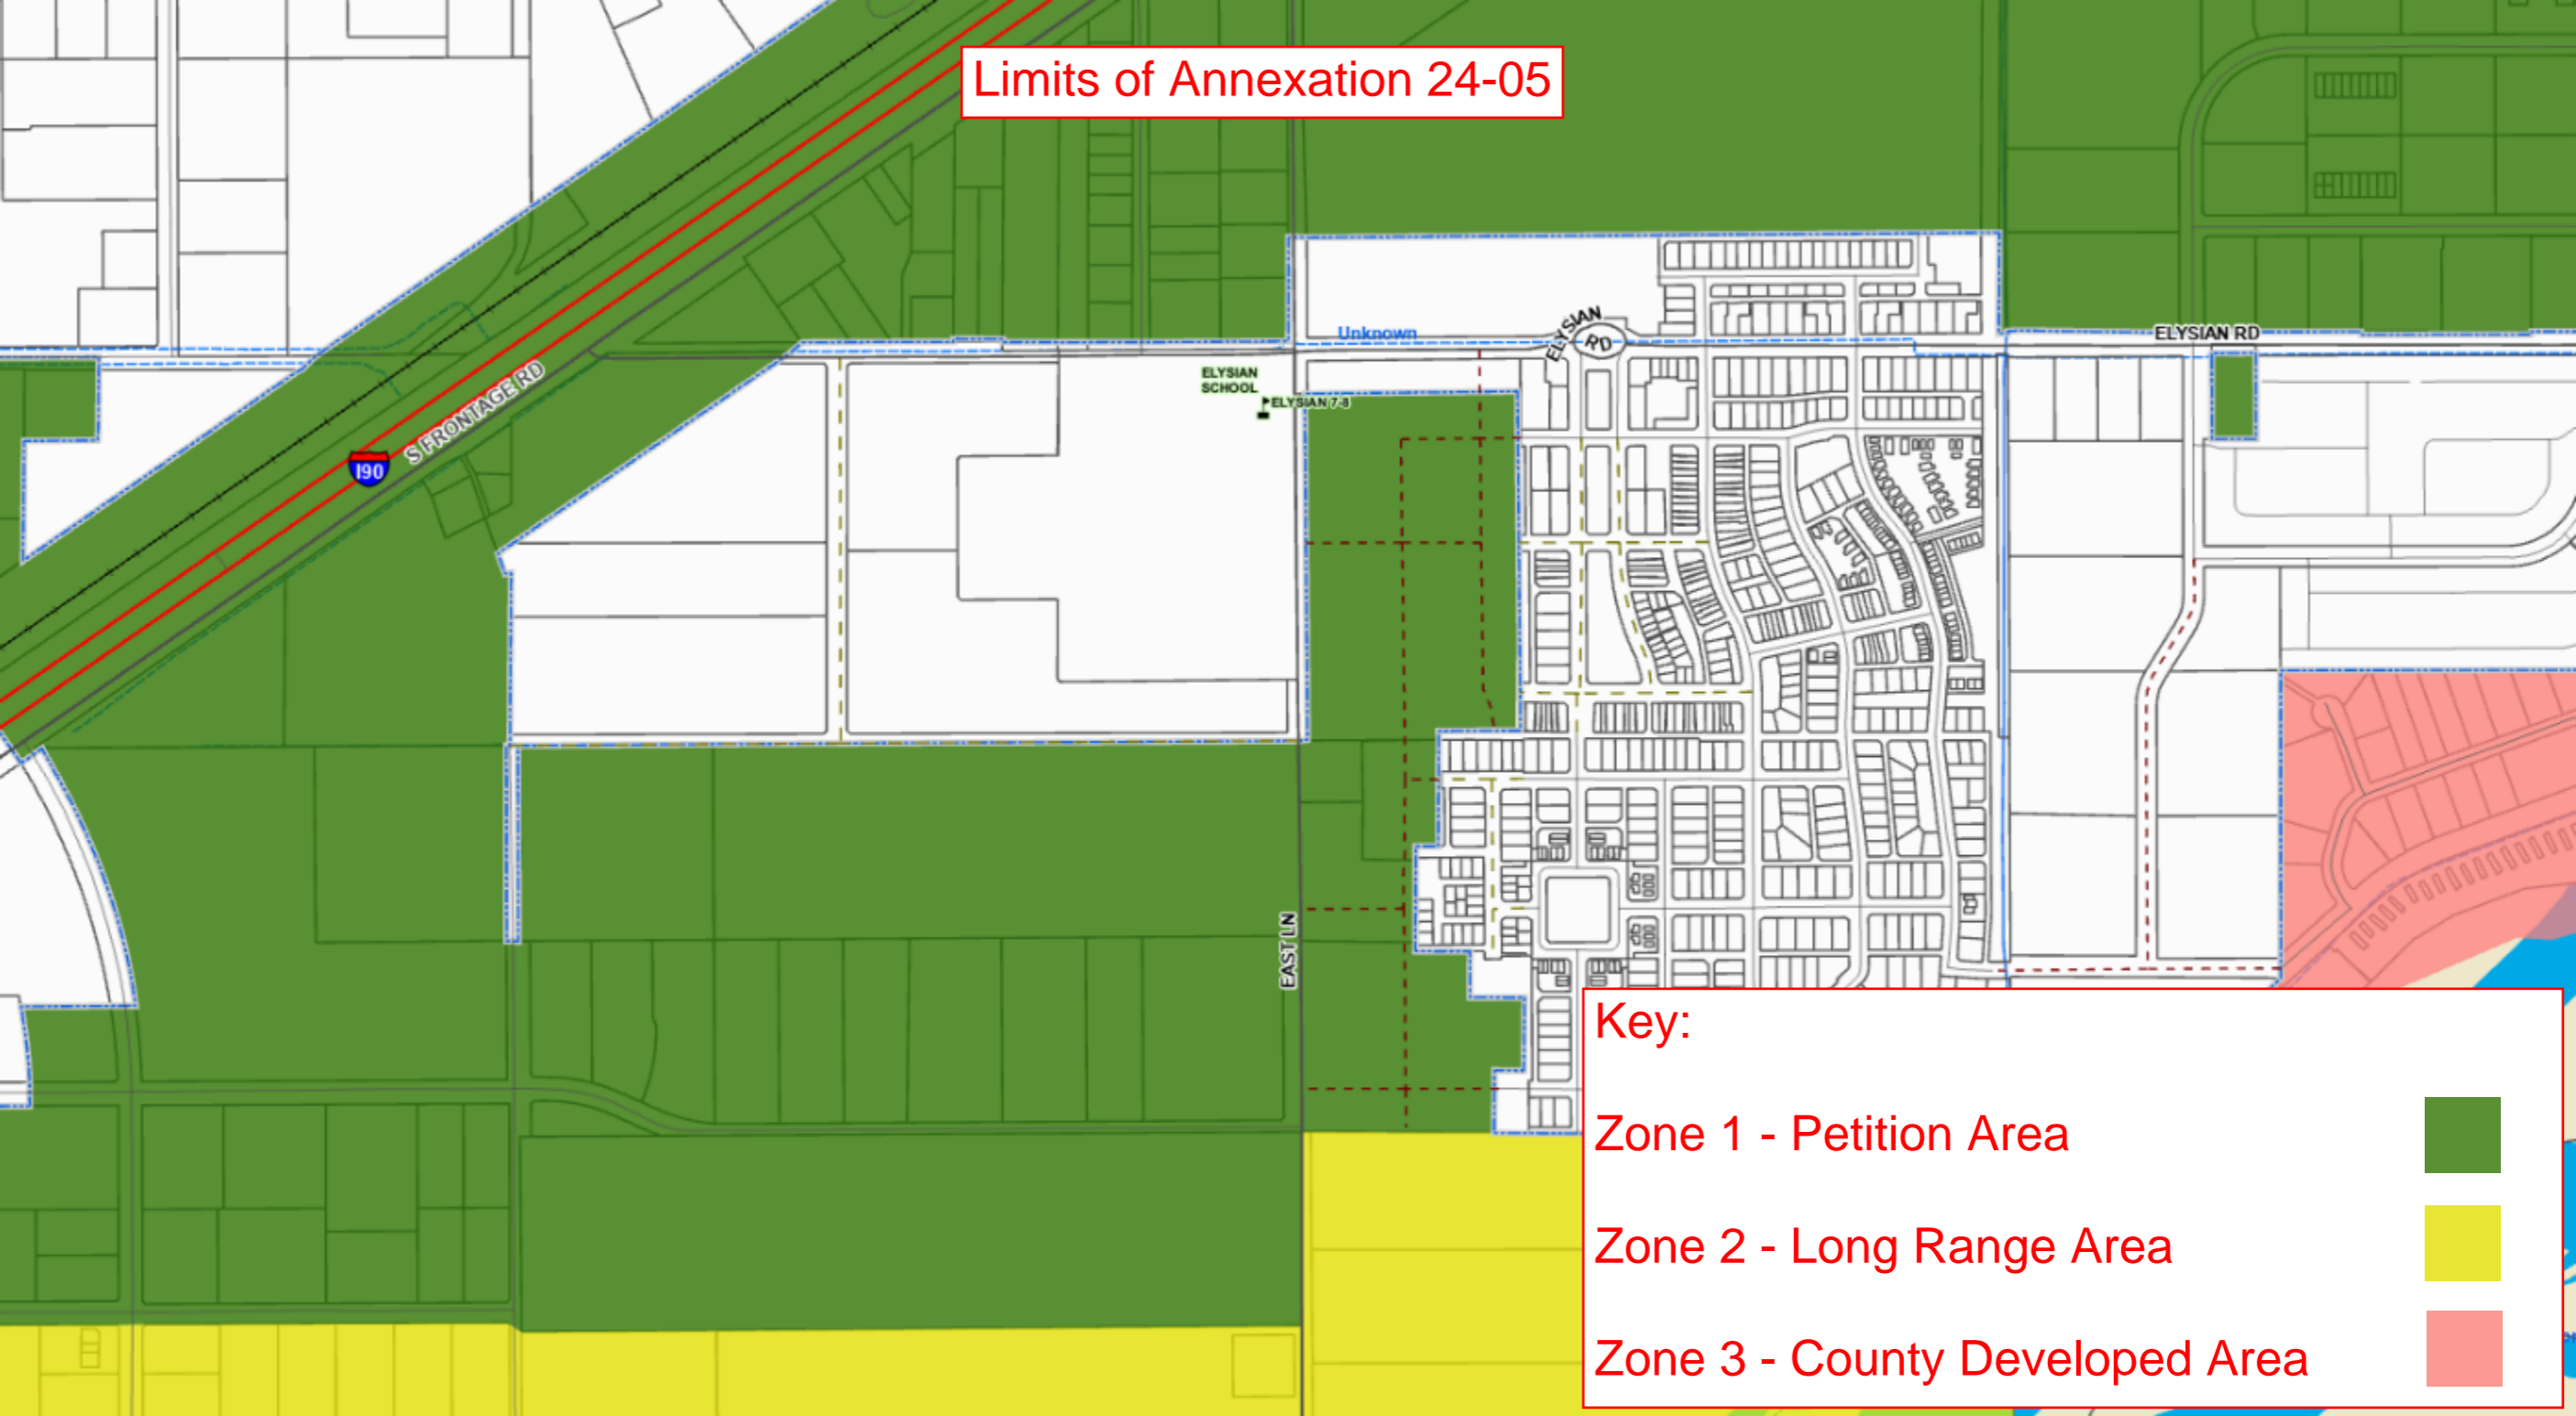 Limits of Annexation 24-05
Unknown
ELYSIAN
RD
ELYSIAN RD
ELYSIAN
SCHOOL
ELYSIAN 7-8
S FRONTAGE RD
I90
EAST LN
Key:
Zone 1 - Petition Area
Zone 2 - Long Range Area
Zone 3 - County Developed Area